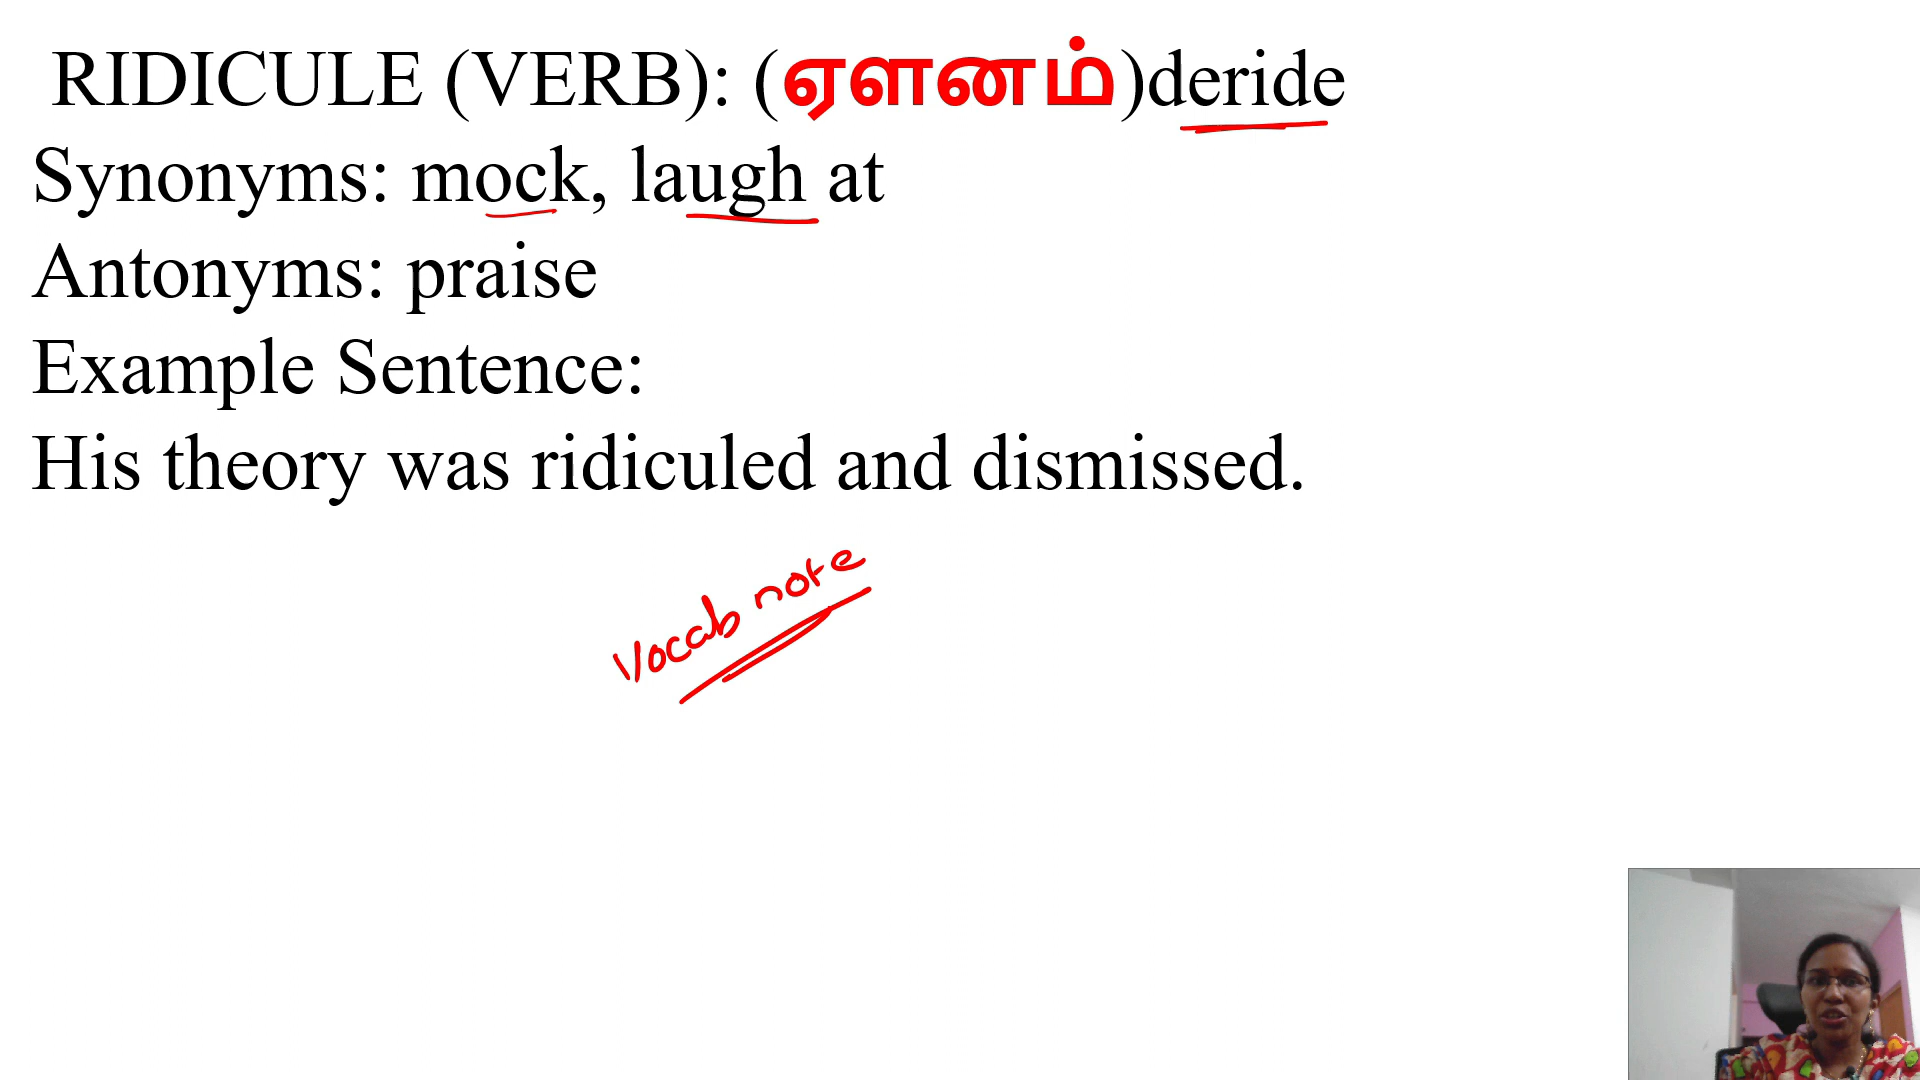 RIDICULE (VERB): (ஏளனம்)deride
Synonyms: mock, laugh at
Antonyms: praise
Example Sentence:
His theory was ridiculed and dismissed.
Vocab note